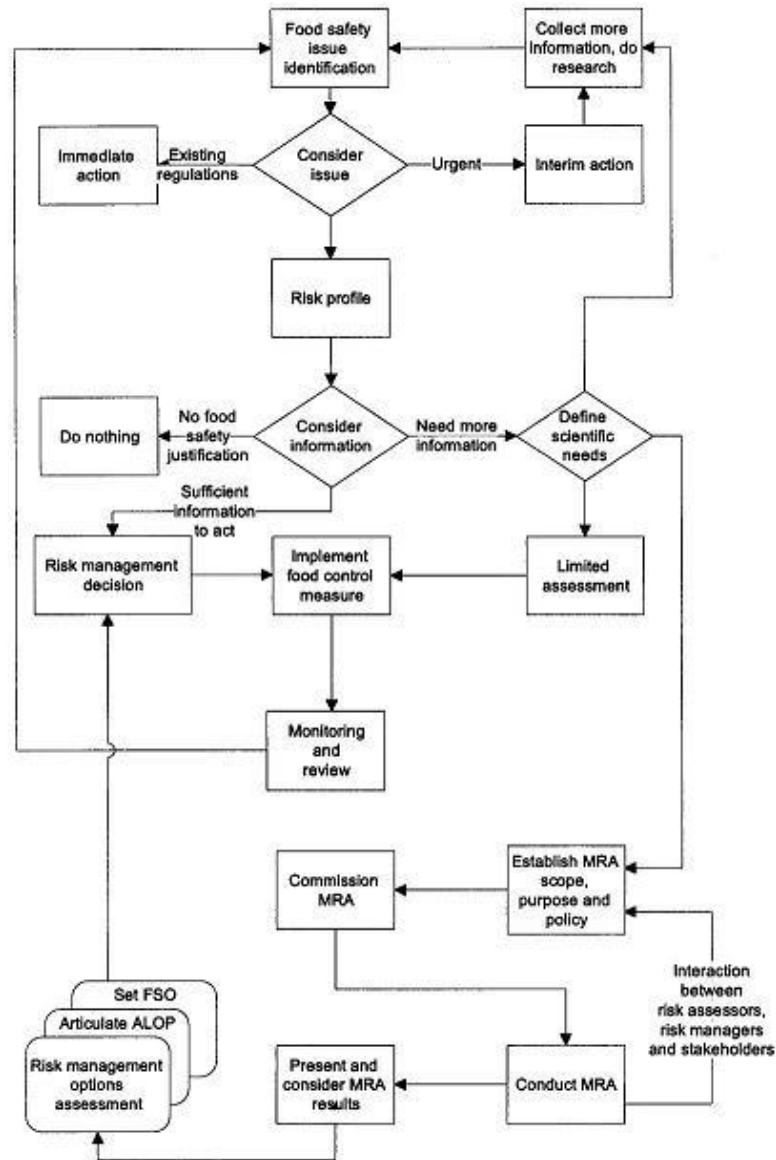 Food safety
issue
identification
Collect more
Information, do
research
Immediate
action
Existing
regulations
Consider
issue
Urgent
Interim action
Risk profile
Do nothing
No food
safety
justification
Consider
information
Need more
information
Define
scientific
needs
Sufficient
information
to act
Risk management
decision
Implement
food control
measure
Limited
assessment
Monitoring
and
review
Commission
MRA
Establish MRA
scope,
purpose and
policy
Interaction
between
risk assessors,
risk managers
and stakeholders
Set FSO
Articulate ALOP
Risk management
options
assessment
Present and
consider MRA
results
Conduct MRA